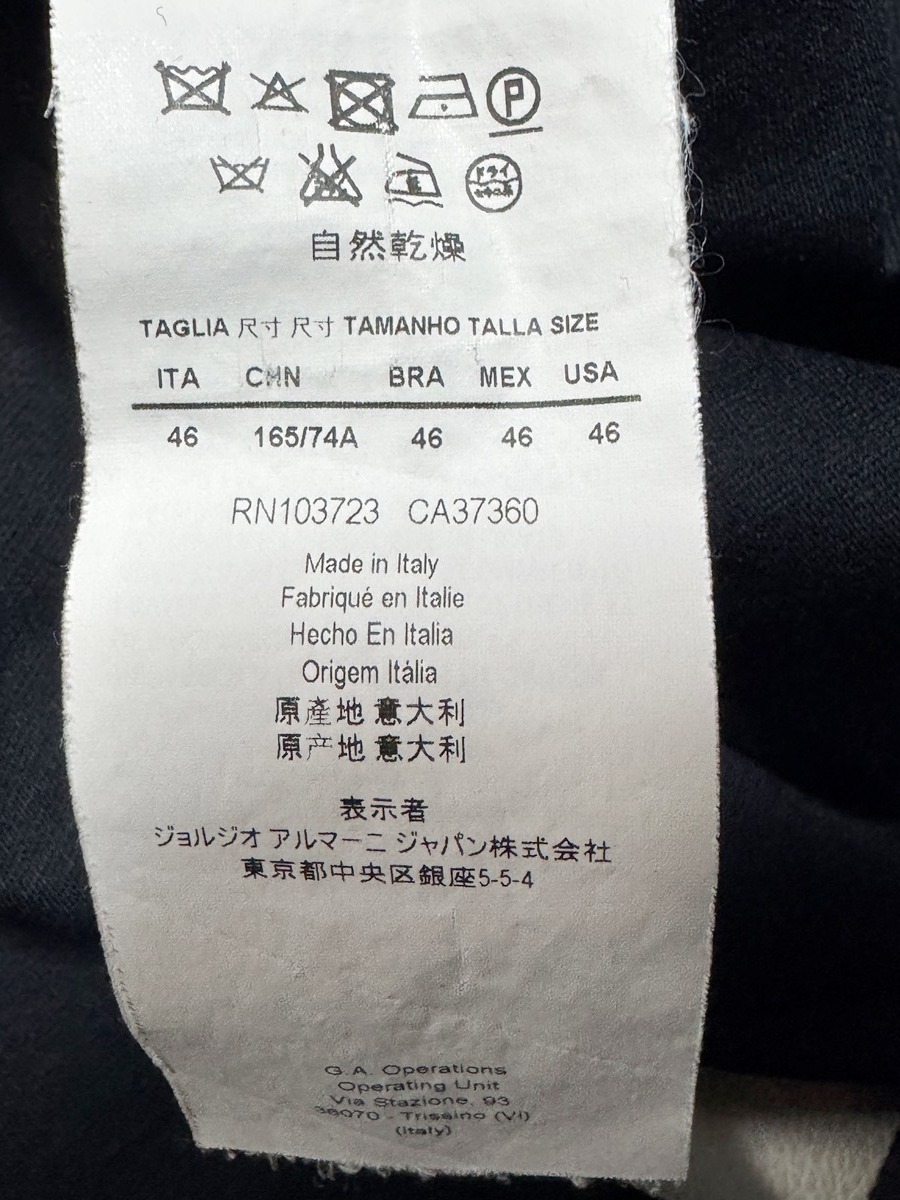 P
ドライ
自然乾燥
TAGLIA 尺寸 尺寸 TAMANHO TALLA SIZE
ITA CHN BRA MEX USA
46 165/74A 46 46 46
RN103723 CA37360
Made in Italy
Fabriqué en Italie
Hecho En Italia
Origem Itália
原產地 意大利
原产地 意大利
表示者
ジョルジオ アルマーニ ジャパン株式会社
東京都中央区銀座5-5-4
G.A. Operations
Operating Unit
Via Stazione, 93
36070 - Trissino (VI)
(Italy)